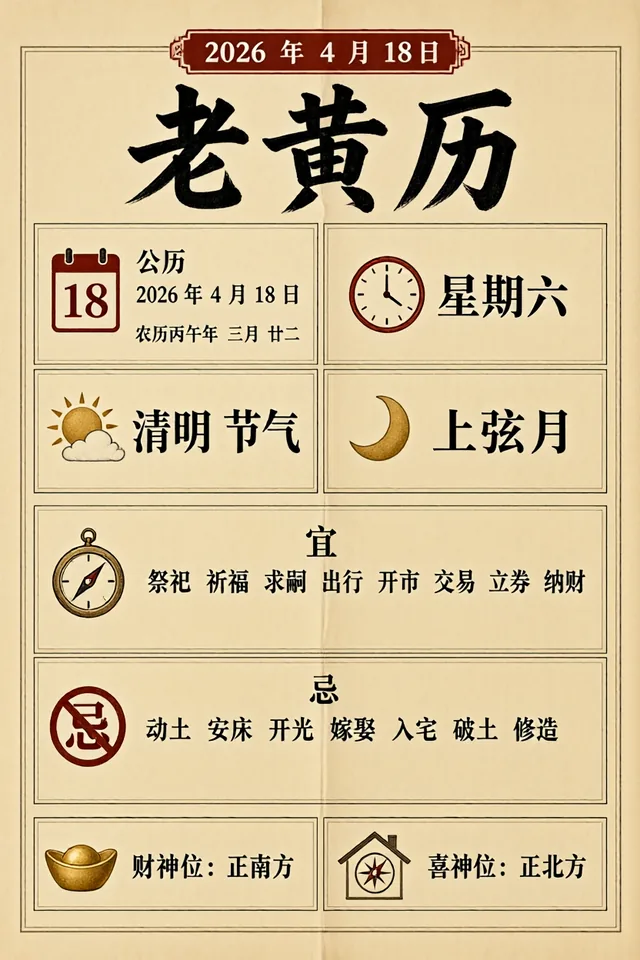 2026 年 4 月 18 日
老黄历
18
公历
2026 年 4 月 18 日
农历丙午年 三月 廿二
星期六
清明 节气
上弦月
宜
祭祀 祈福 求嗣 出行 开市 交易 立券 纳财
忌
忌
动土 安床 开光 嫁娶 入宅 破土 修造
财神位：正南方
喜神位：正北方